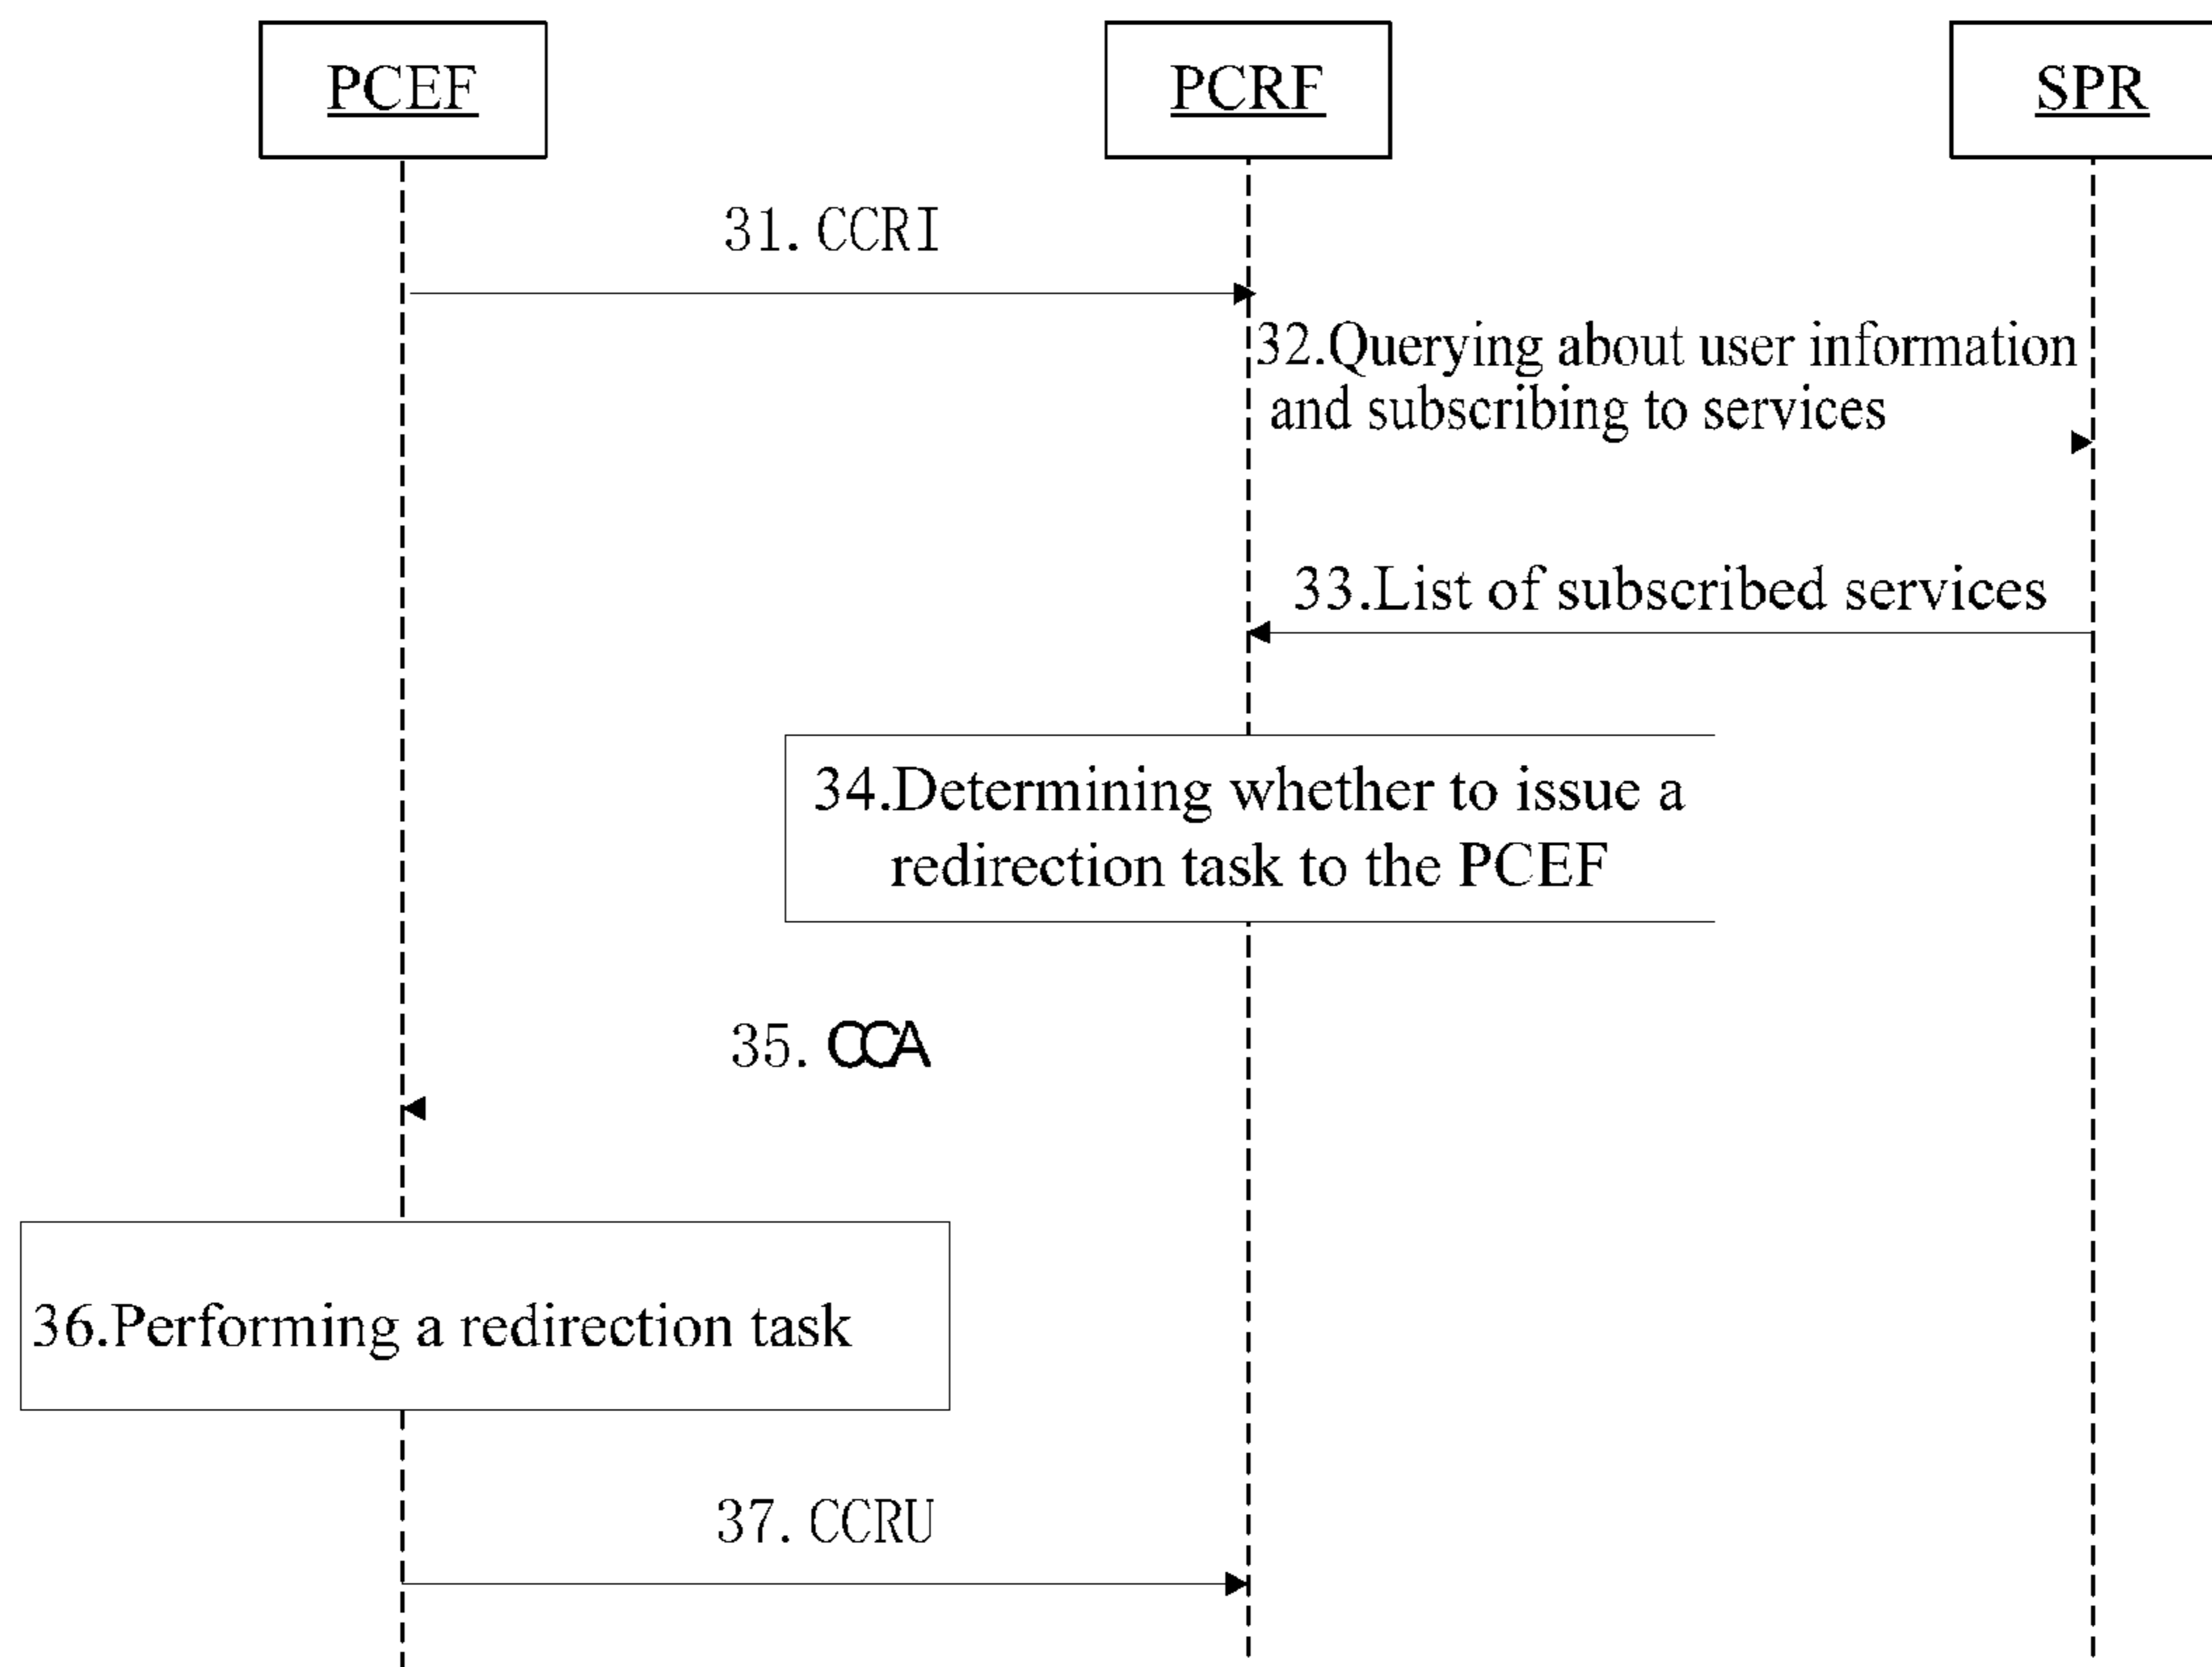 PCEF
PCRF
SPR
31. CCRI
32.Querying about user information
and subscribing to services
33.List of subscribed services
34.Determining whether to issue a
redirection task to the PCEF
35. CCA
36.Performing a redirection task
37. CCRU